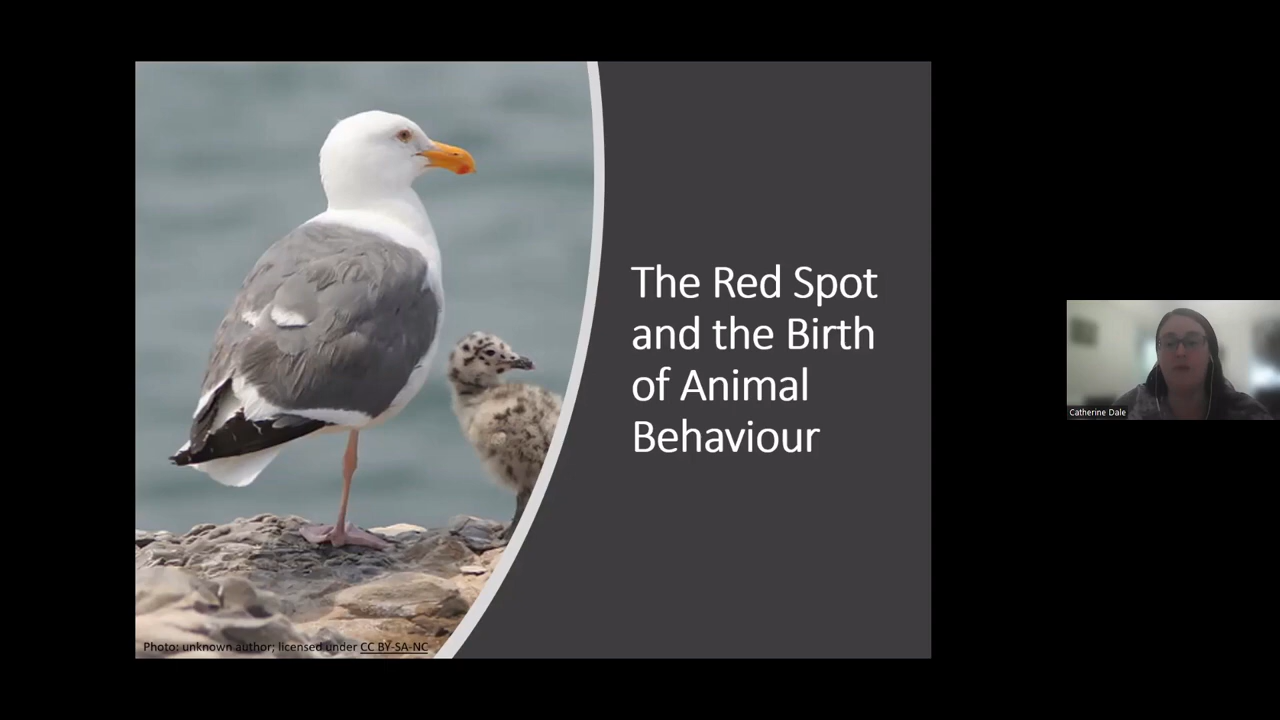 The Red Spot
and the Birth
of Animal
Behaviour
Photo: unknown author; licensed under CC BY-SA-NC
Catherine Dale